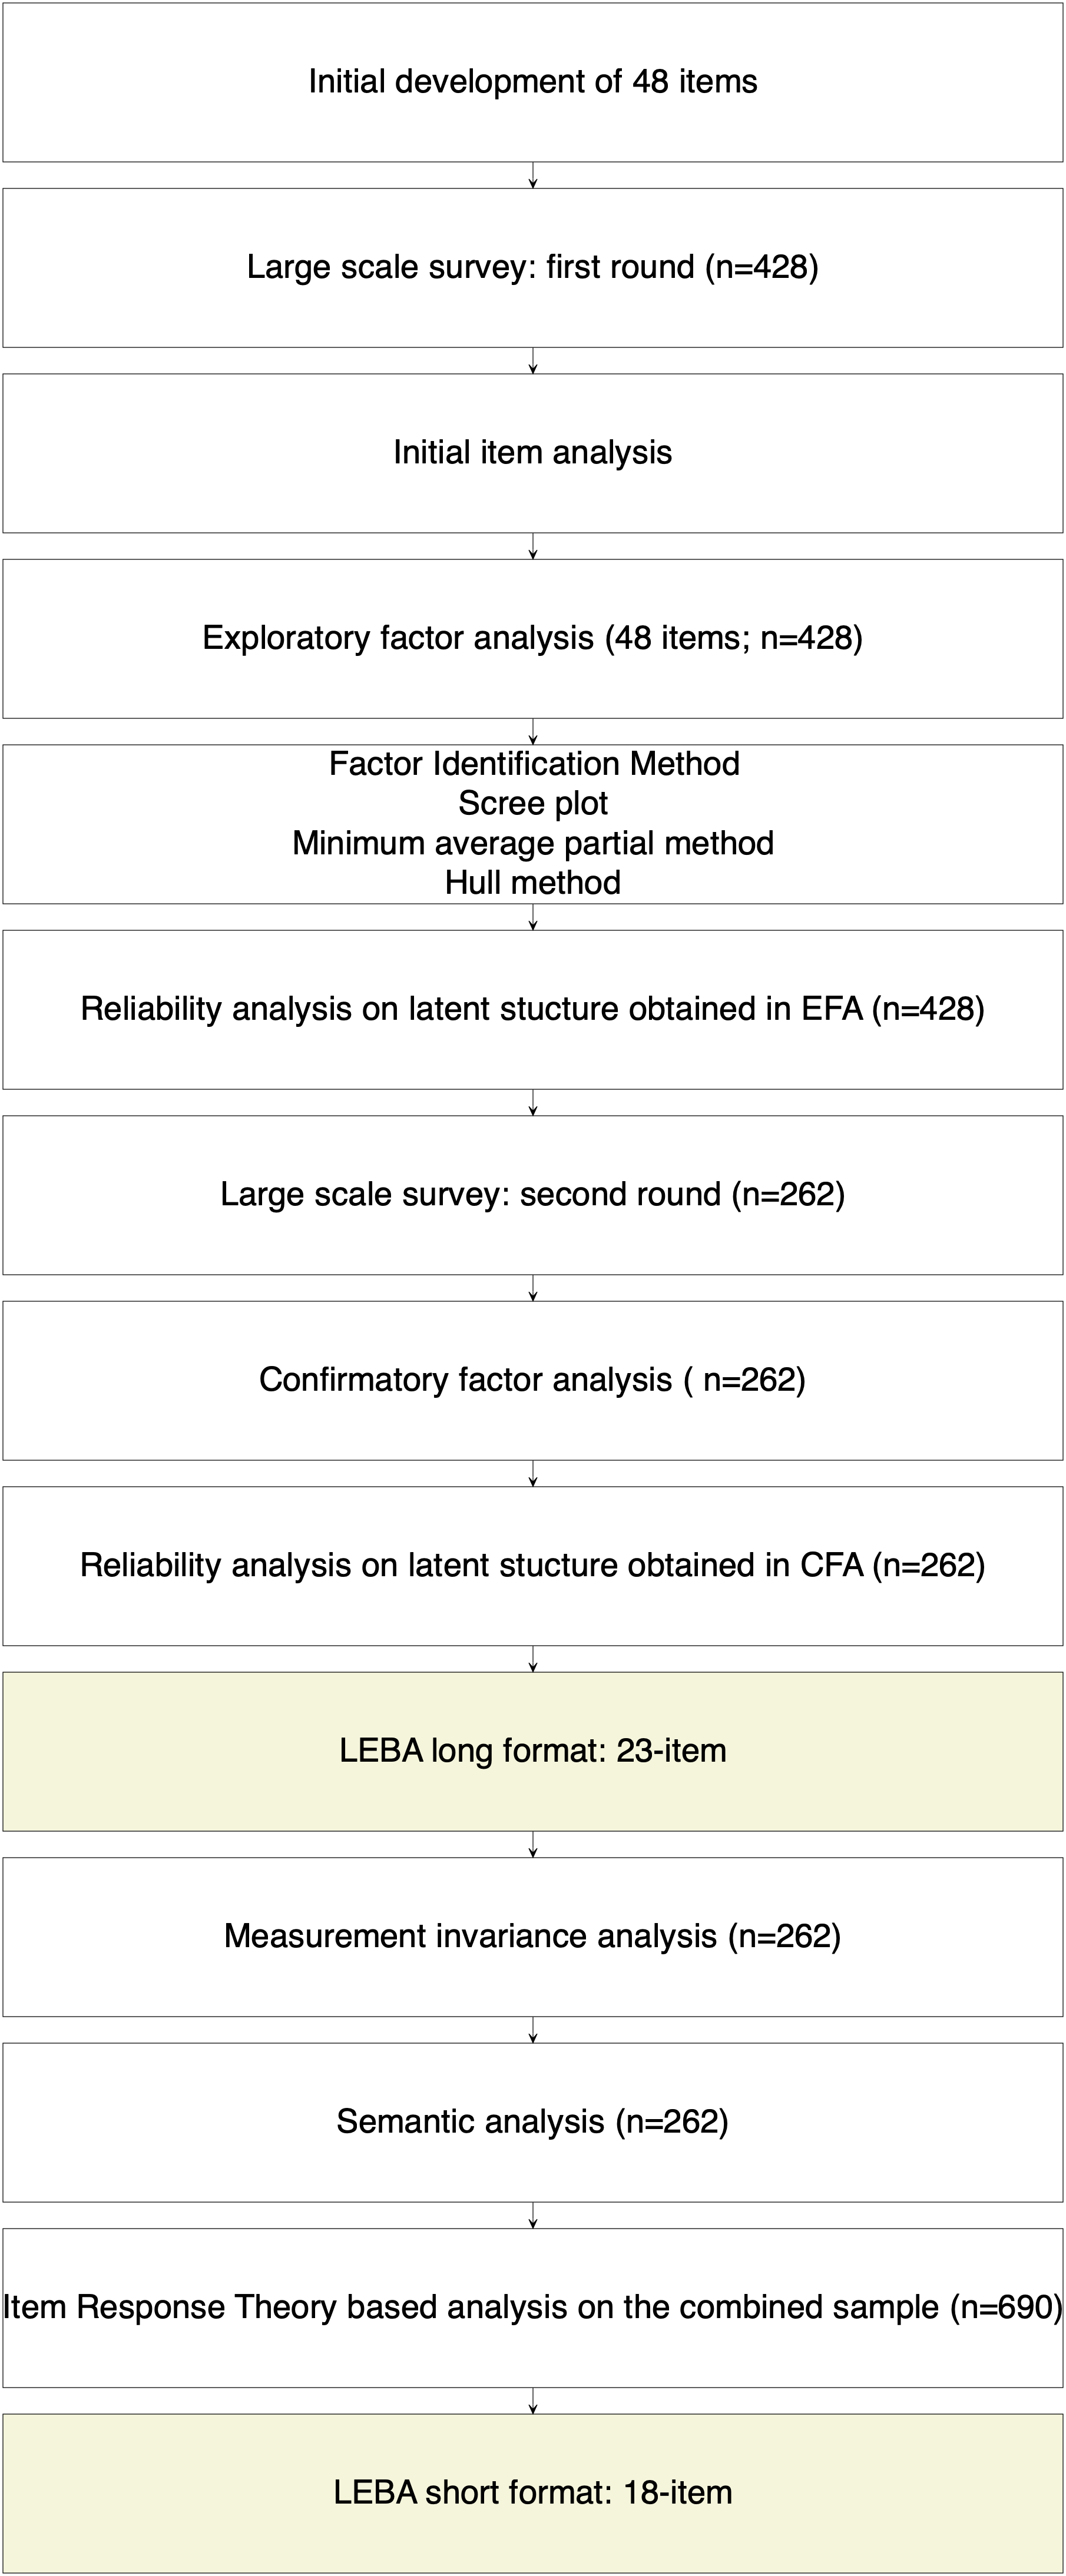 Initial development of 48 items
Large scale survey: first round (n=428)
Initial item analysis
Exploratory factor analysis (48 items; n=428)
Factor Identification Method
Scree plot
Minimum average partial method
Hull method
Reliability analysis on latent stucture obtained in EFA (n=428)
Large scale survey: second round (n=262)
Confirmatory factor analysis ( n=262)
Reliability analysis on latent stucture obtained in CFA (n=262)
LEBA long format: 23-item
Measurement invariance analysis (n=262)
Semantic analysis (n=262)
Item Response Theory based analysis on the combined sample (n=690)
LEBA short format: 18-item